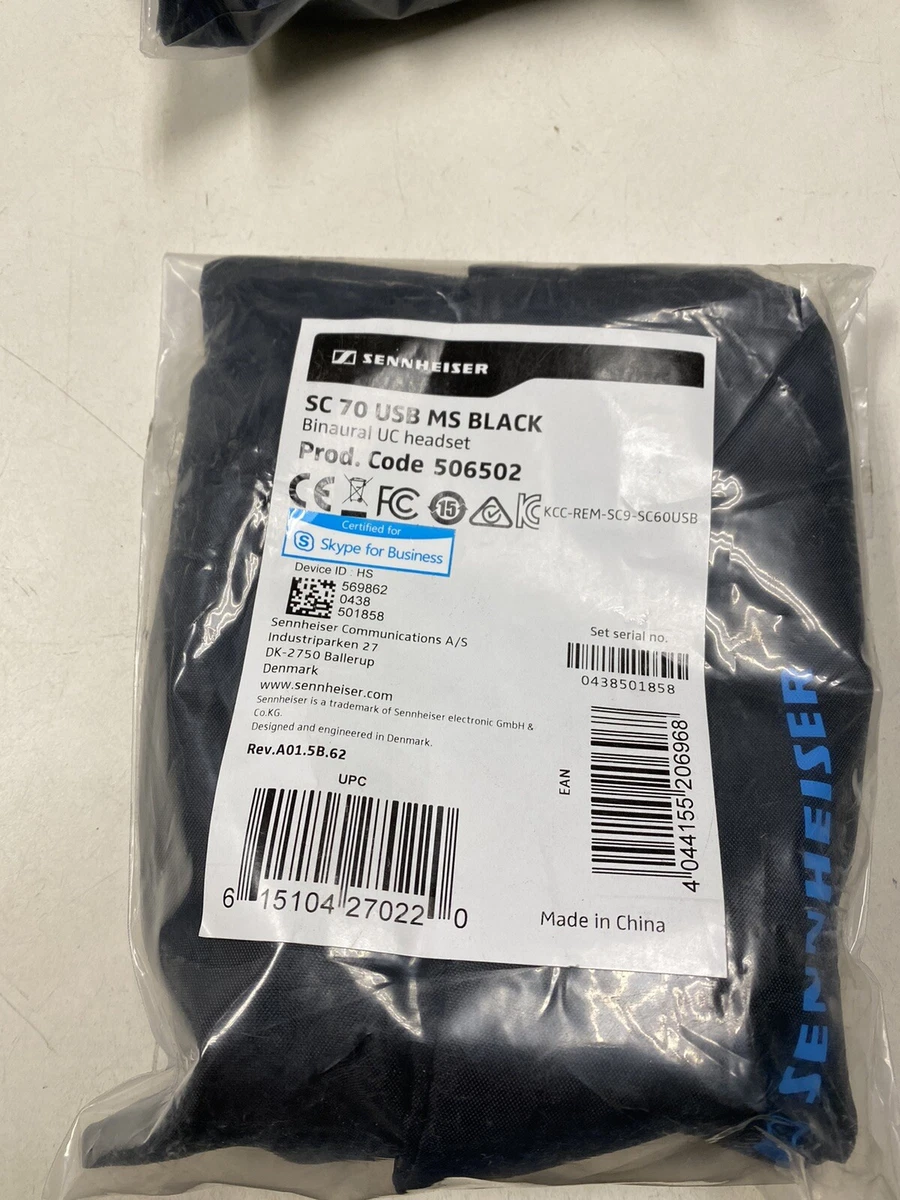 SENNHEISER
SC 70 USB MS BLACK
Binaural UC headset
Prod. Code 506502
CE FC 15 KCC-REM-SC9-SC60USB
Certified for
S Skype for Business
Device ID : HS
569862
0438
501858
Sennheiser Communications A/S
Industriparken 27
DK-2750 Ballerup
Denmark
www.sennheiser.com
Sennheiser is a trademark of Sennheiser electronic GmbH &
Co.KG.
Designed and engineered in Denmark.
Rev.A01.5B.62
Set serial no.
0438501858
UPC
6 15104 27022 0
EAN
4 044155 206968
Made in China
SENNHEISER